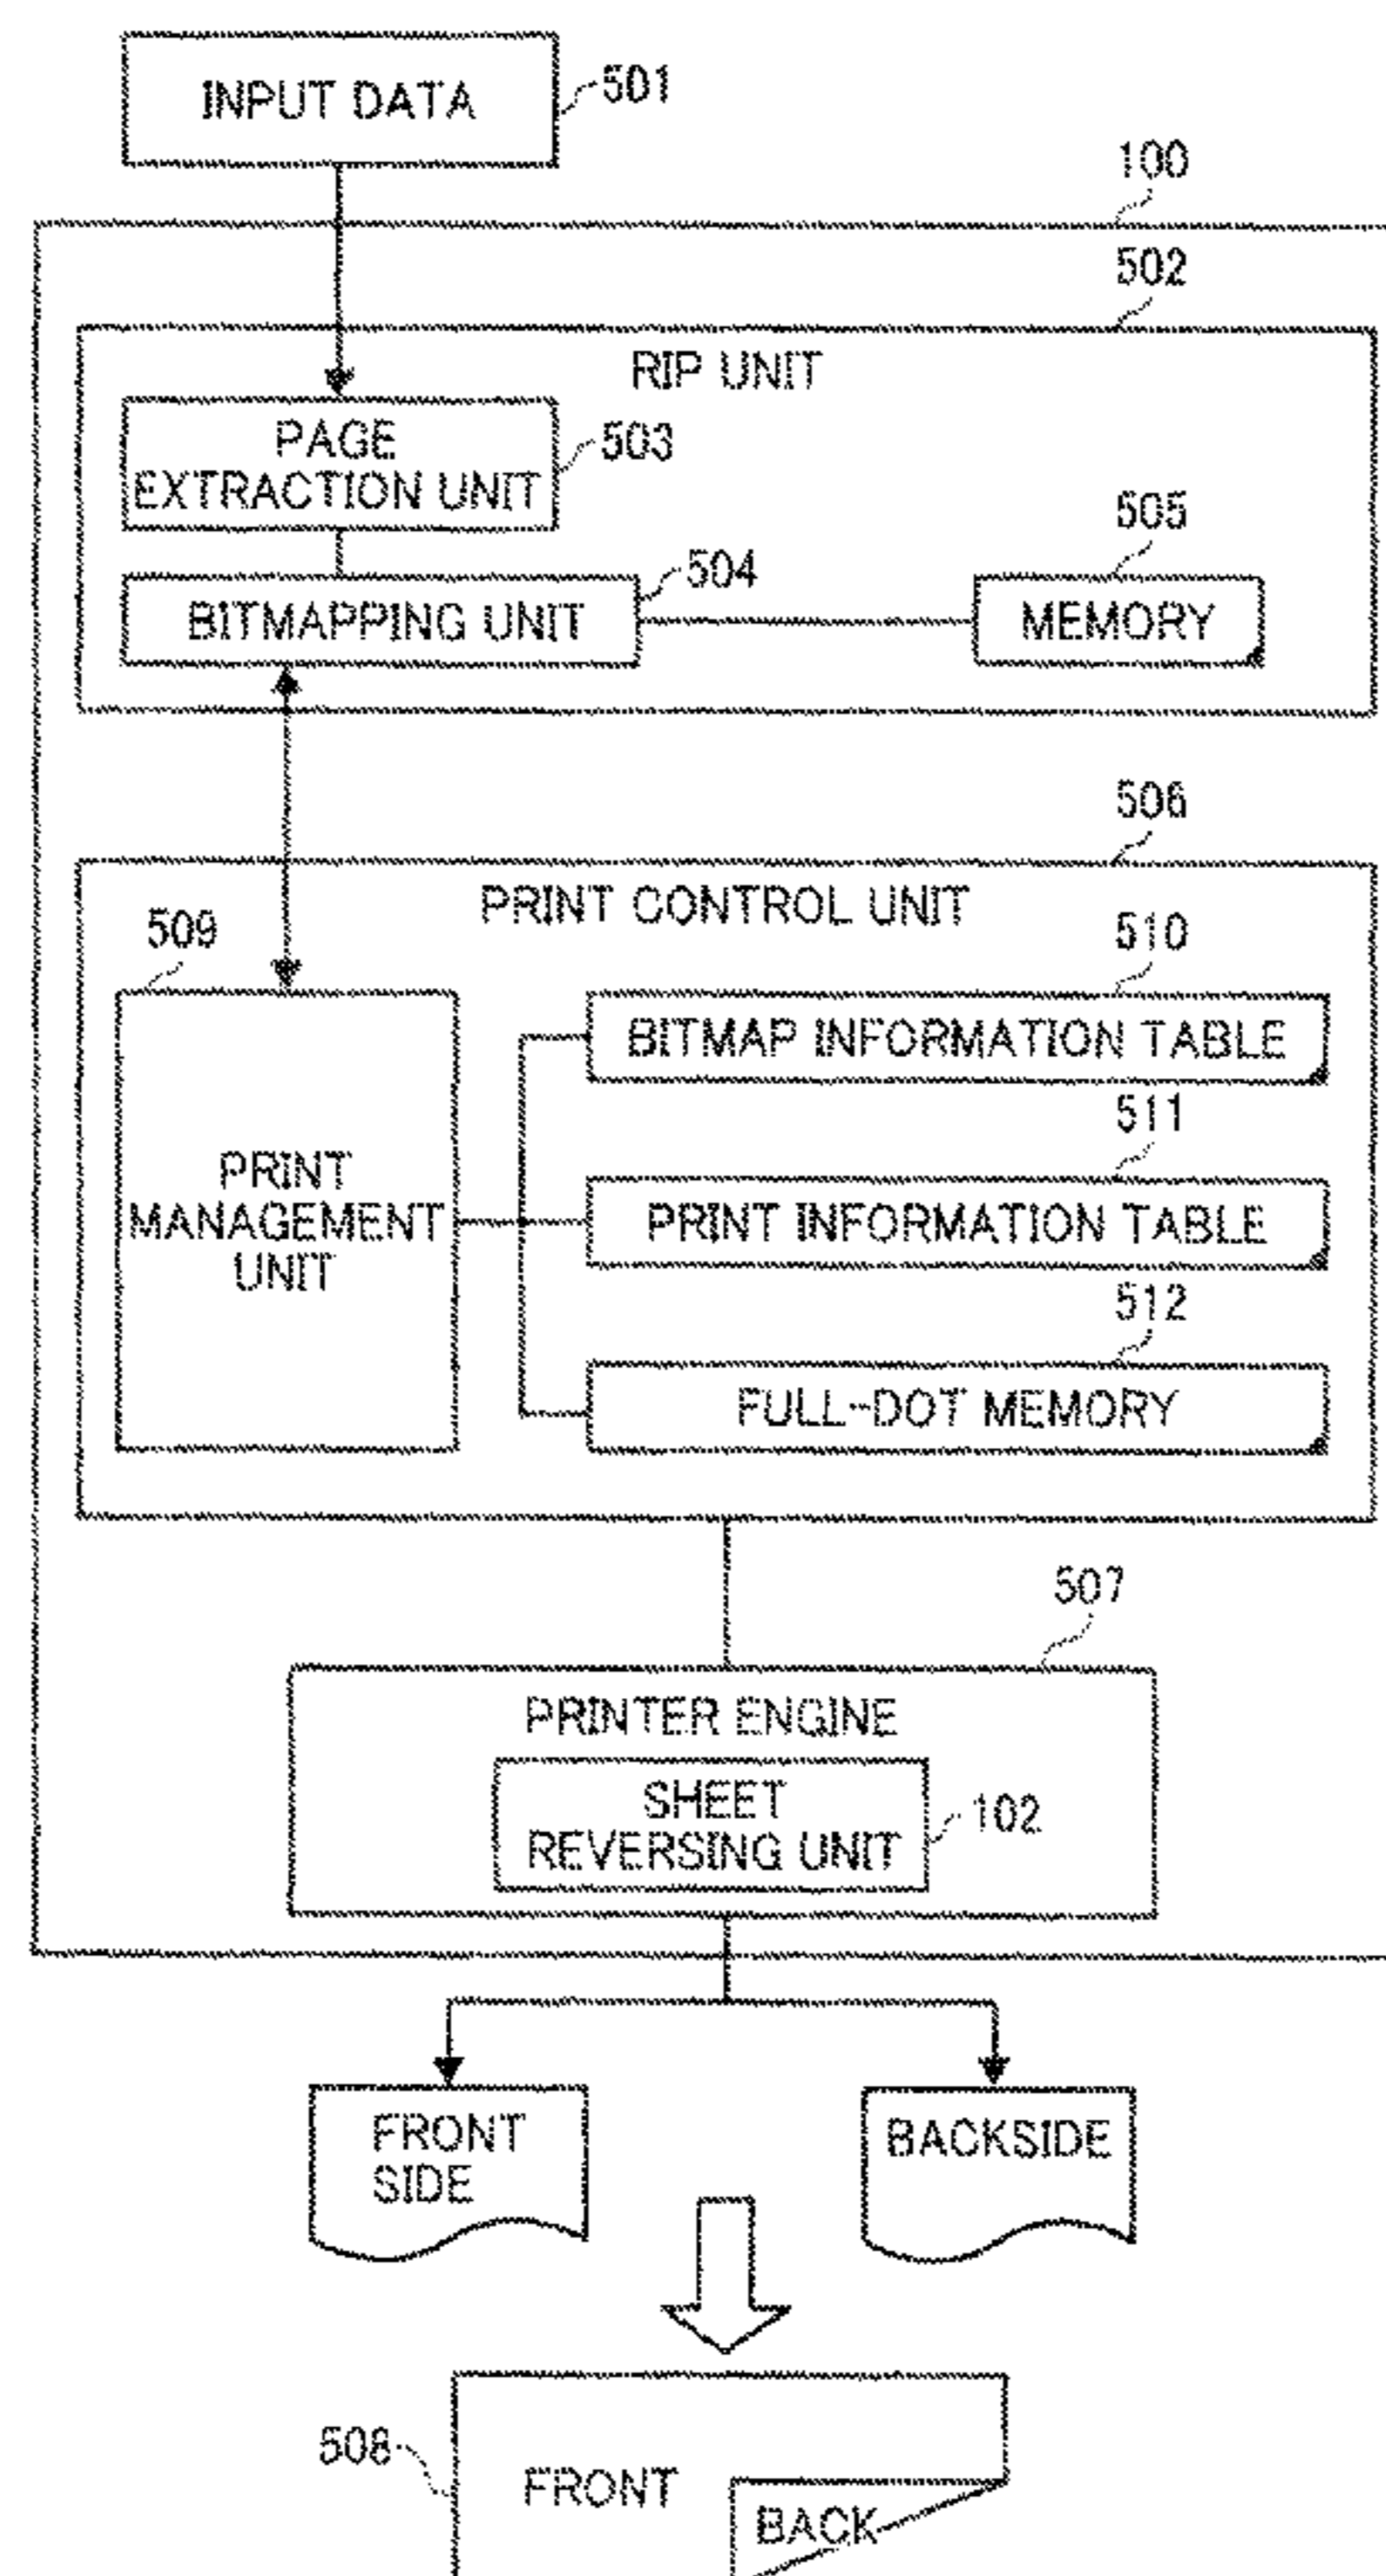 INPUT DATA
501
100
502
RIP UNIT
PAGE
EXTRACTION UNIT
503
505
504
BITMAPPING UNIT
MEMORY
506
PRINT CONTROL UNIT
509
510
BITMAP INFORMATION TABLE
511
PRINT
MANAGEMENT
UNIT
PRINT INFORMATION TABLE
512
FULL-DOT MEMORY
507
PRINTER ENGINE
SHEET
REVERSING UNIT
102
FRONT
SIDE
BACKSIDE
508
FRONT
BACK